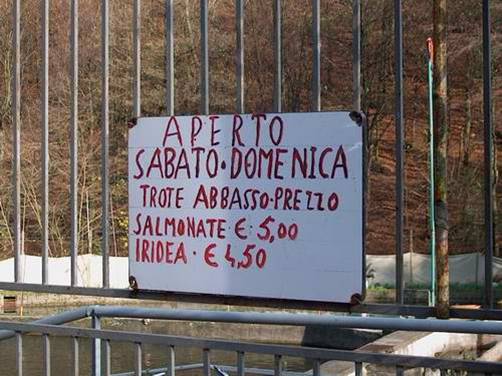 APERTO
SABATO·DOMENICA
TROTE ABBASSO·PREZZO
SALMONATE·€·5,00
IRIDEA·€4,50